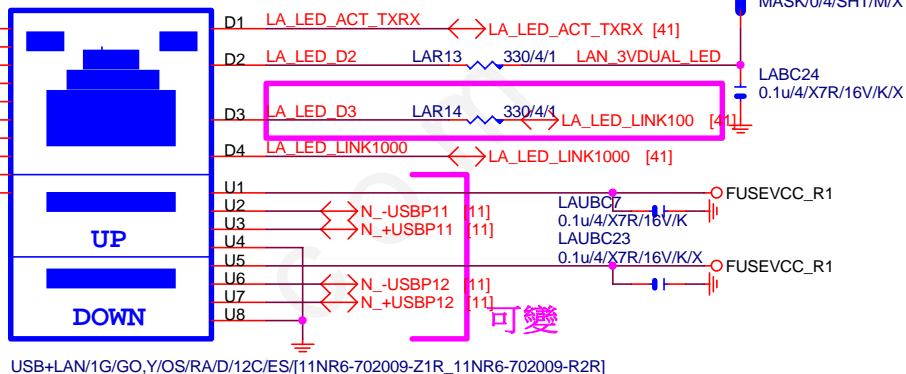 MASK/0/4/SHT/M/X
D1 LA_LED_ACT_TXRX LA_LED_ACT_TXRX [41]
D2 LA_LED_D2 LAR13 330/4/1 LAN_3VDUAL_LED
LABC24
0.1u/4/X7R/16V/K/X
D3 LA_LED_D3 LAR14 330/4/1 LA_LED_LINK100 [41]
D4 LA_LED_LINK1000 LA_LED_LINK1000 [41]
U1 FUSEVCC_R1
U2 N_-USBP11 [11] LAUBC7
0.1u/4/X7R/16V/K
U3 N_+USBP11 [11]
UP U4
LAUBC23
0.1u/4/X7R/16V/K/X
U5 FUSEVCC_R1
U6 N_-USBP12 [11]
U7 N_+USBP12 [11]
DOWN U8 可變
USB+LAN/1G/GO,Y/OS/RA/D/12C/ES/[11NR6-702009-Z1R_11NR6-702009-R2R]